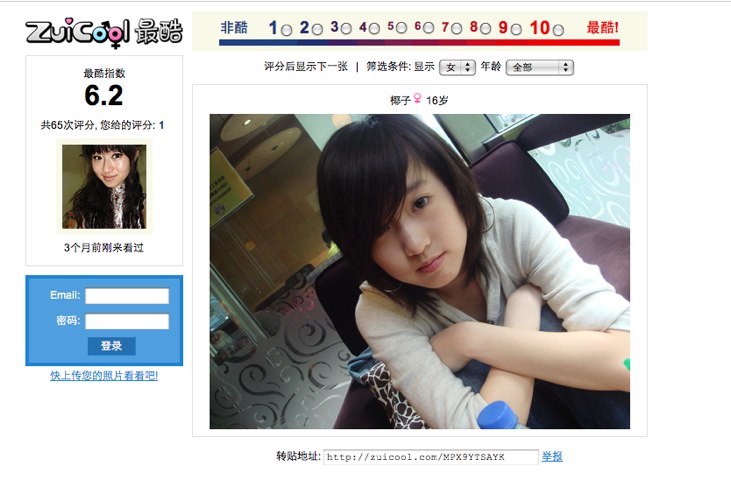 ZuiCool 最酷
非酷 1 2 3 4 5 6 7 8 9 10 最酷!
最酷指数
6.2
共65次评分, 您给的评分: 1
3个月前刚来看过
Email:
密码:
登录
快上传您的照片看看吧!
评分后显示下一张 | 筛选条件: 显示 女 年龄 全部
椰子♀ 16岁
转贴地址: http://zuicool.com/MPX9YTSAYK 举报